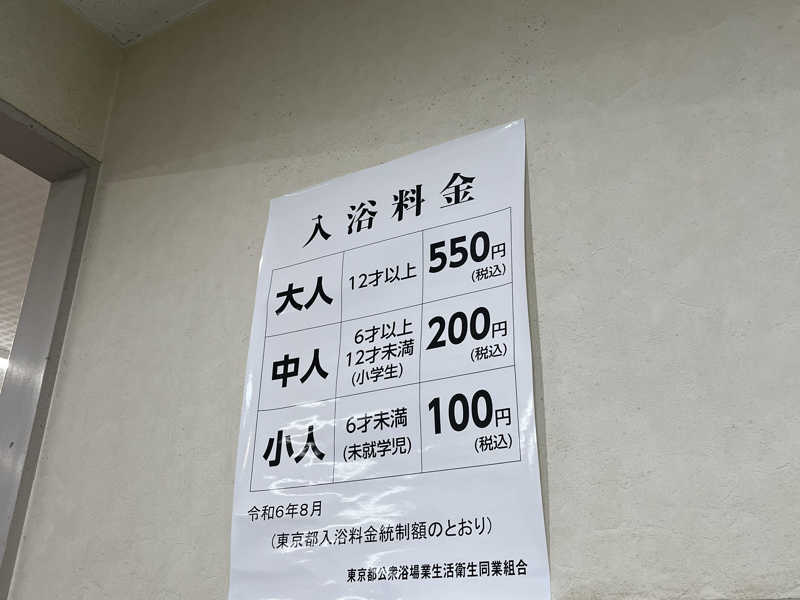 入浴料金
大人 12才以上 550円
(税込)
中人 6才以上 200円
12才未満 (税込)
(小学生)
小人 6才未満 100円
(未就学児) (税込)
令和6年8月
(東京都入浴料金統制額のとおり)
東京都公衆浴場業生活衛生同業組合